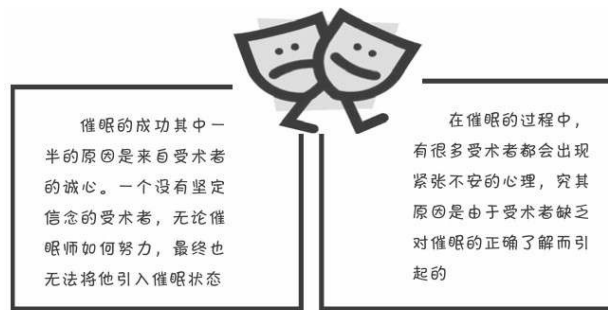 催眠的成功其中一
半的原因是来自受术者
的诚心。一个没有坚定
信念的受术者，无论催
眠师如何努力，最终也
无法将他引入催眠状态
在催眠的过程中，
有很多受术者都会出现
紧张不安的心理，究其
原因是由于受术者缺乏
对催眠的正确了解而引
起的